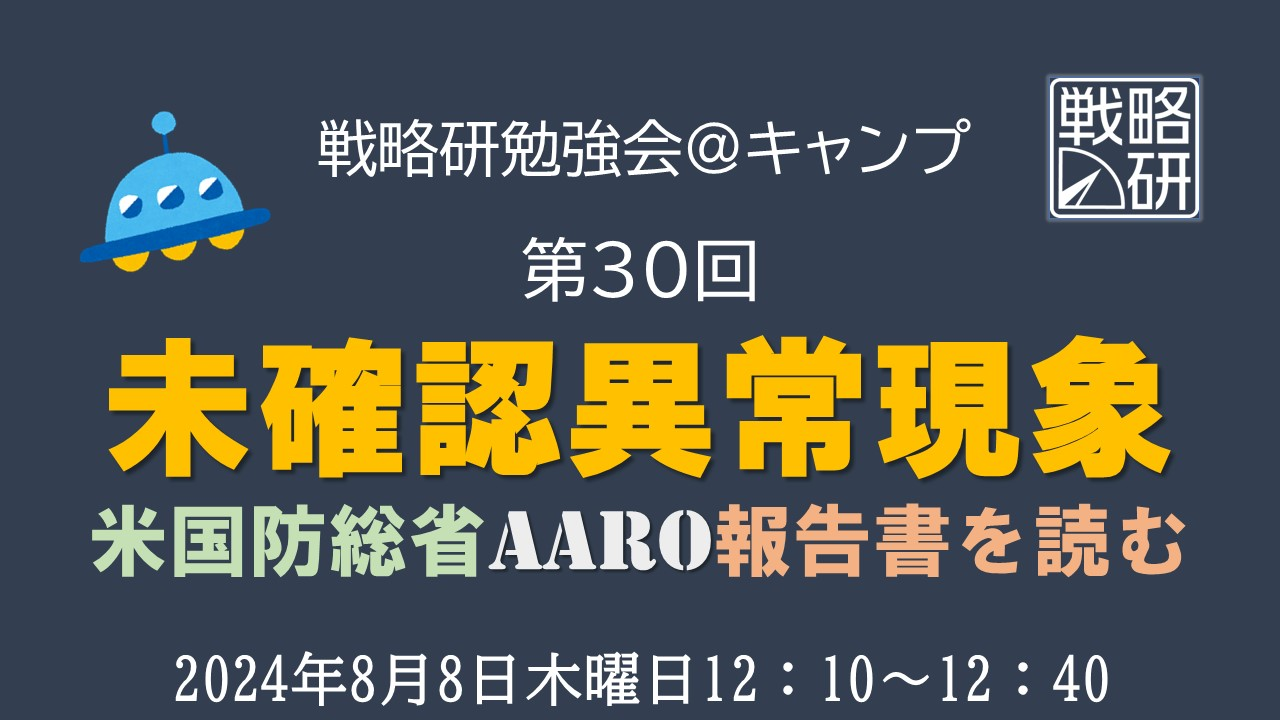 戦略研勉強会@キャンプ
戦略
研
第30回
未確認異常現象
米国防総省AARO報告書を読む
2024年8月8日木曜日12：10～12：40